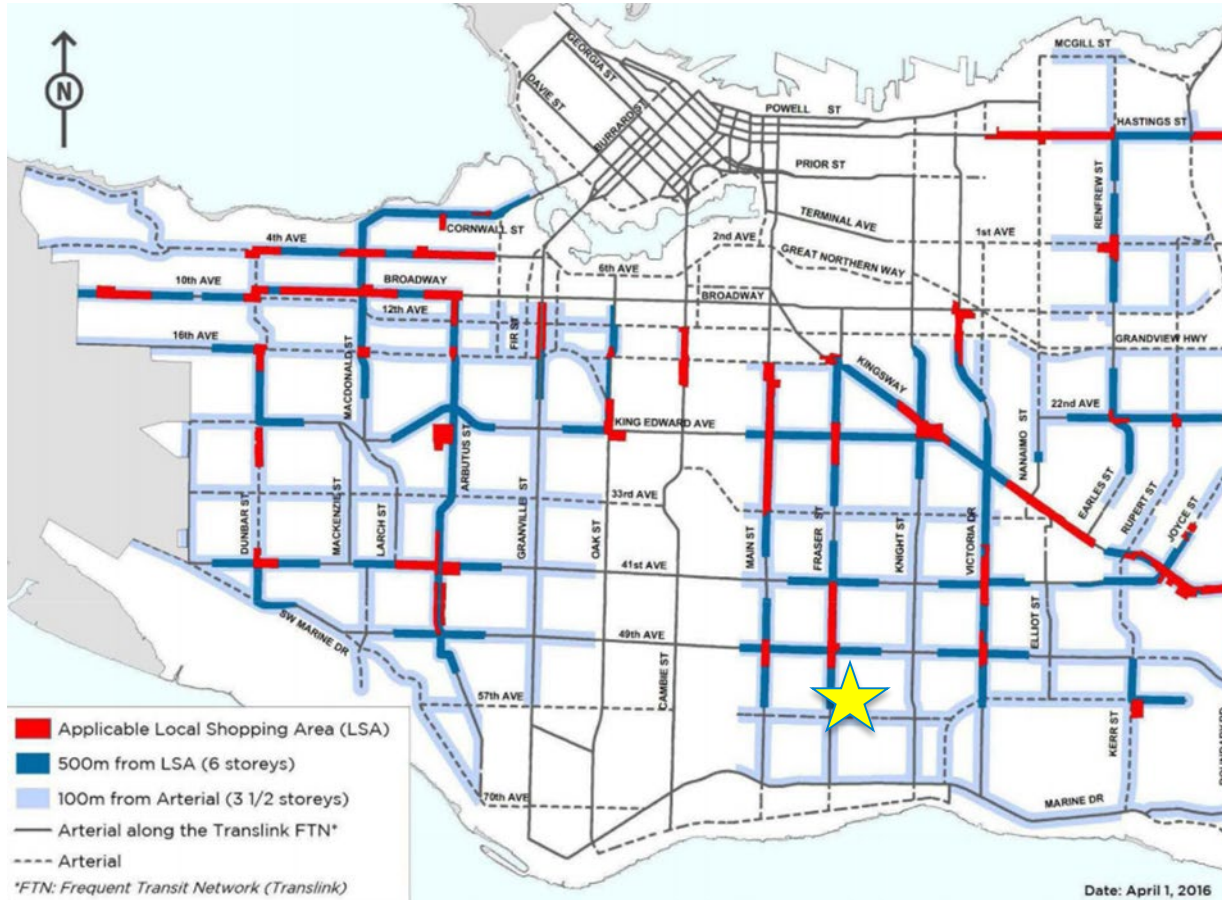 GEORGIA ST
MCGILL ST
DAVIE ST
BURRARD ST
POWELL ST
HASTINGS ST
N
PRIOR ST
RENFREW ST
TERMINAL AVE
CORNWALL ST
4th AVE
2nd AVE
1st AVE
GREAT NORTHERN WAY
6th AVE
10th AVE
BROADWAY
BROADWAY
12th AVE
FIR ST
16th AVE
GRANDVIEW HWY
MACDONALD ST
KINGSWAY
22nd AVE
KING EDWARD AVE
NANAIMO ST
ARBUTUS ST
EARLES ST
RUPERT ST
JOYCE ST
33rd AVE
DUNBAR ST
MACKENZIE ST
LARCH ST
GRANVILLE ST
OAK ST
MAIN ST
FRASER ST
KNIGHT ST
VICTORIA DR
41st AVE
ELLIOT ST
SW MARINE DR
49th AVE
CAMBIE ST
57th AVE
KERR ST
70th AVE
MARINE DR
Applicable Local Shopping Area (LSA)
500m from LSA (6 storeys)
100m from Arterial (3 1/2 storeys)
Arterial along the Translink FTN*
Arterial
*FTN: Frequent Transit Network (Translink)
Date: April 1, 2016